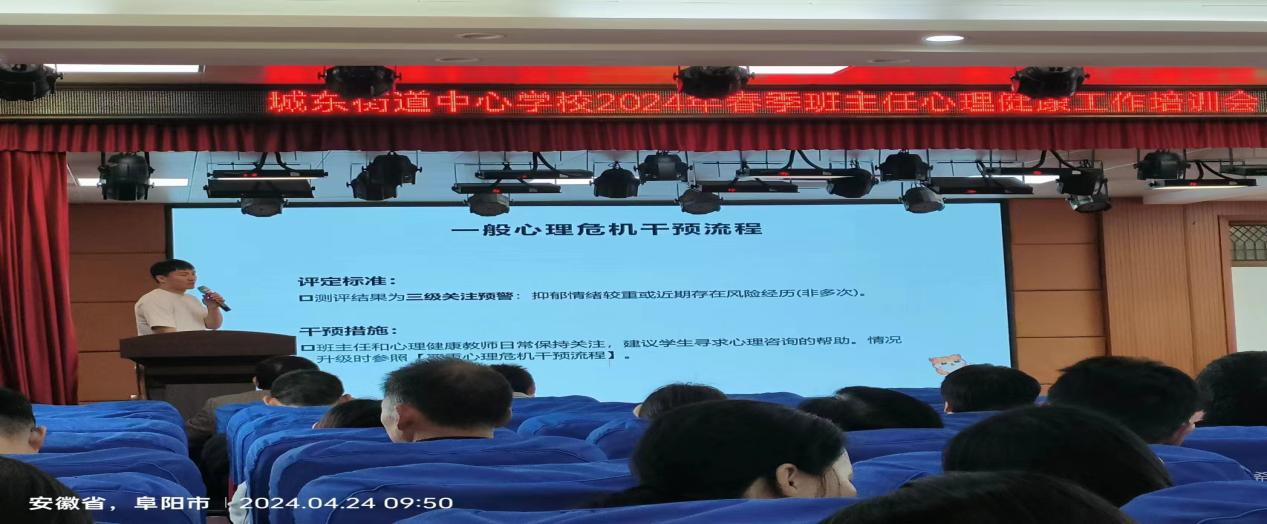 城东街道中心学校2024年春季班主任心理健康工作培训会
一般心理危机干预流程
评定标准:
□测评结果为三级关注预警:抑郁情绪较重或近期存在风险经历(非多次)。
干预措施:
□班主任和心理健康教师日常保持关注,建议学生寻求心理咨询的帮助。情况
升级时参照【严重心理危机干预流程】。
安徽省,阜阳市 | 2024.04.24 09:50
希